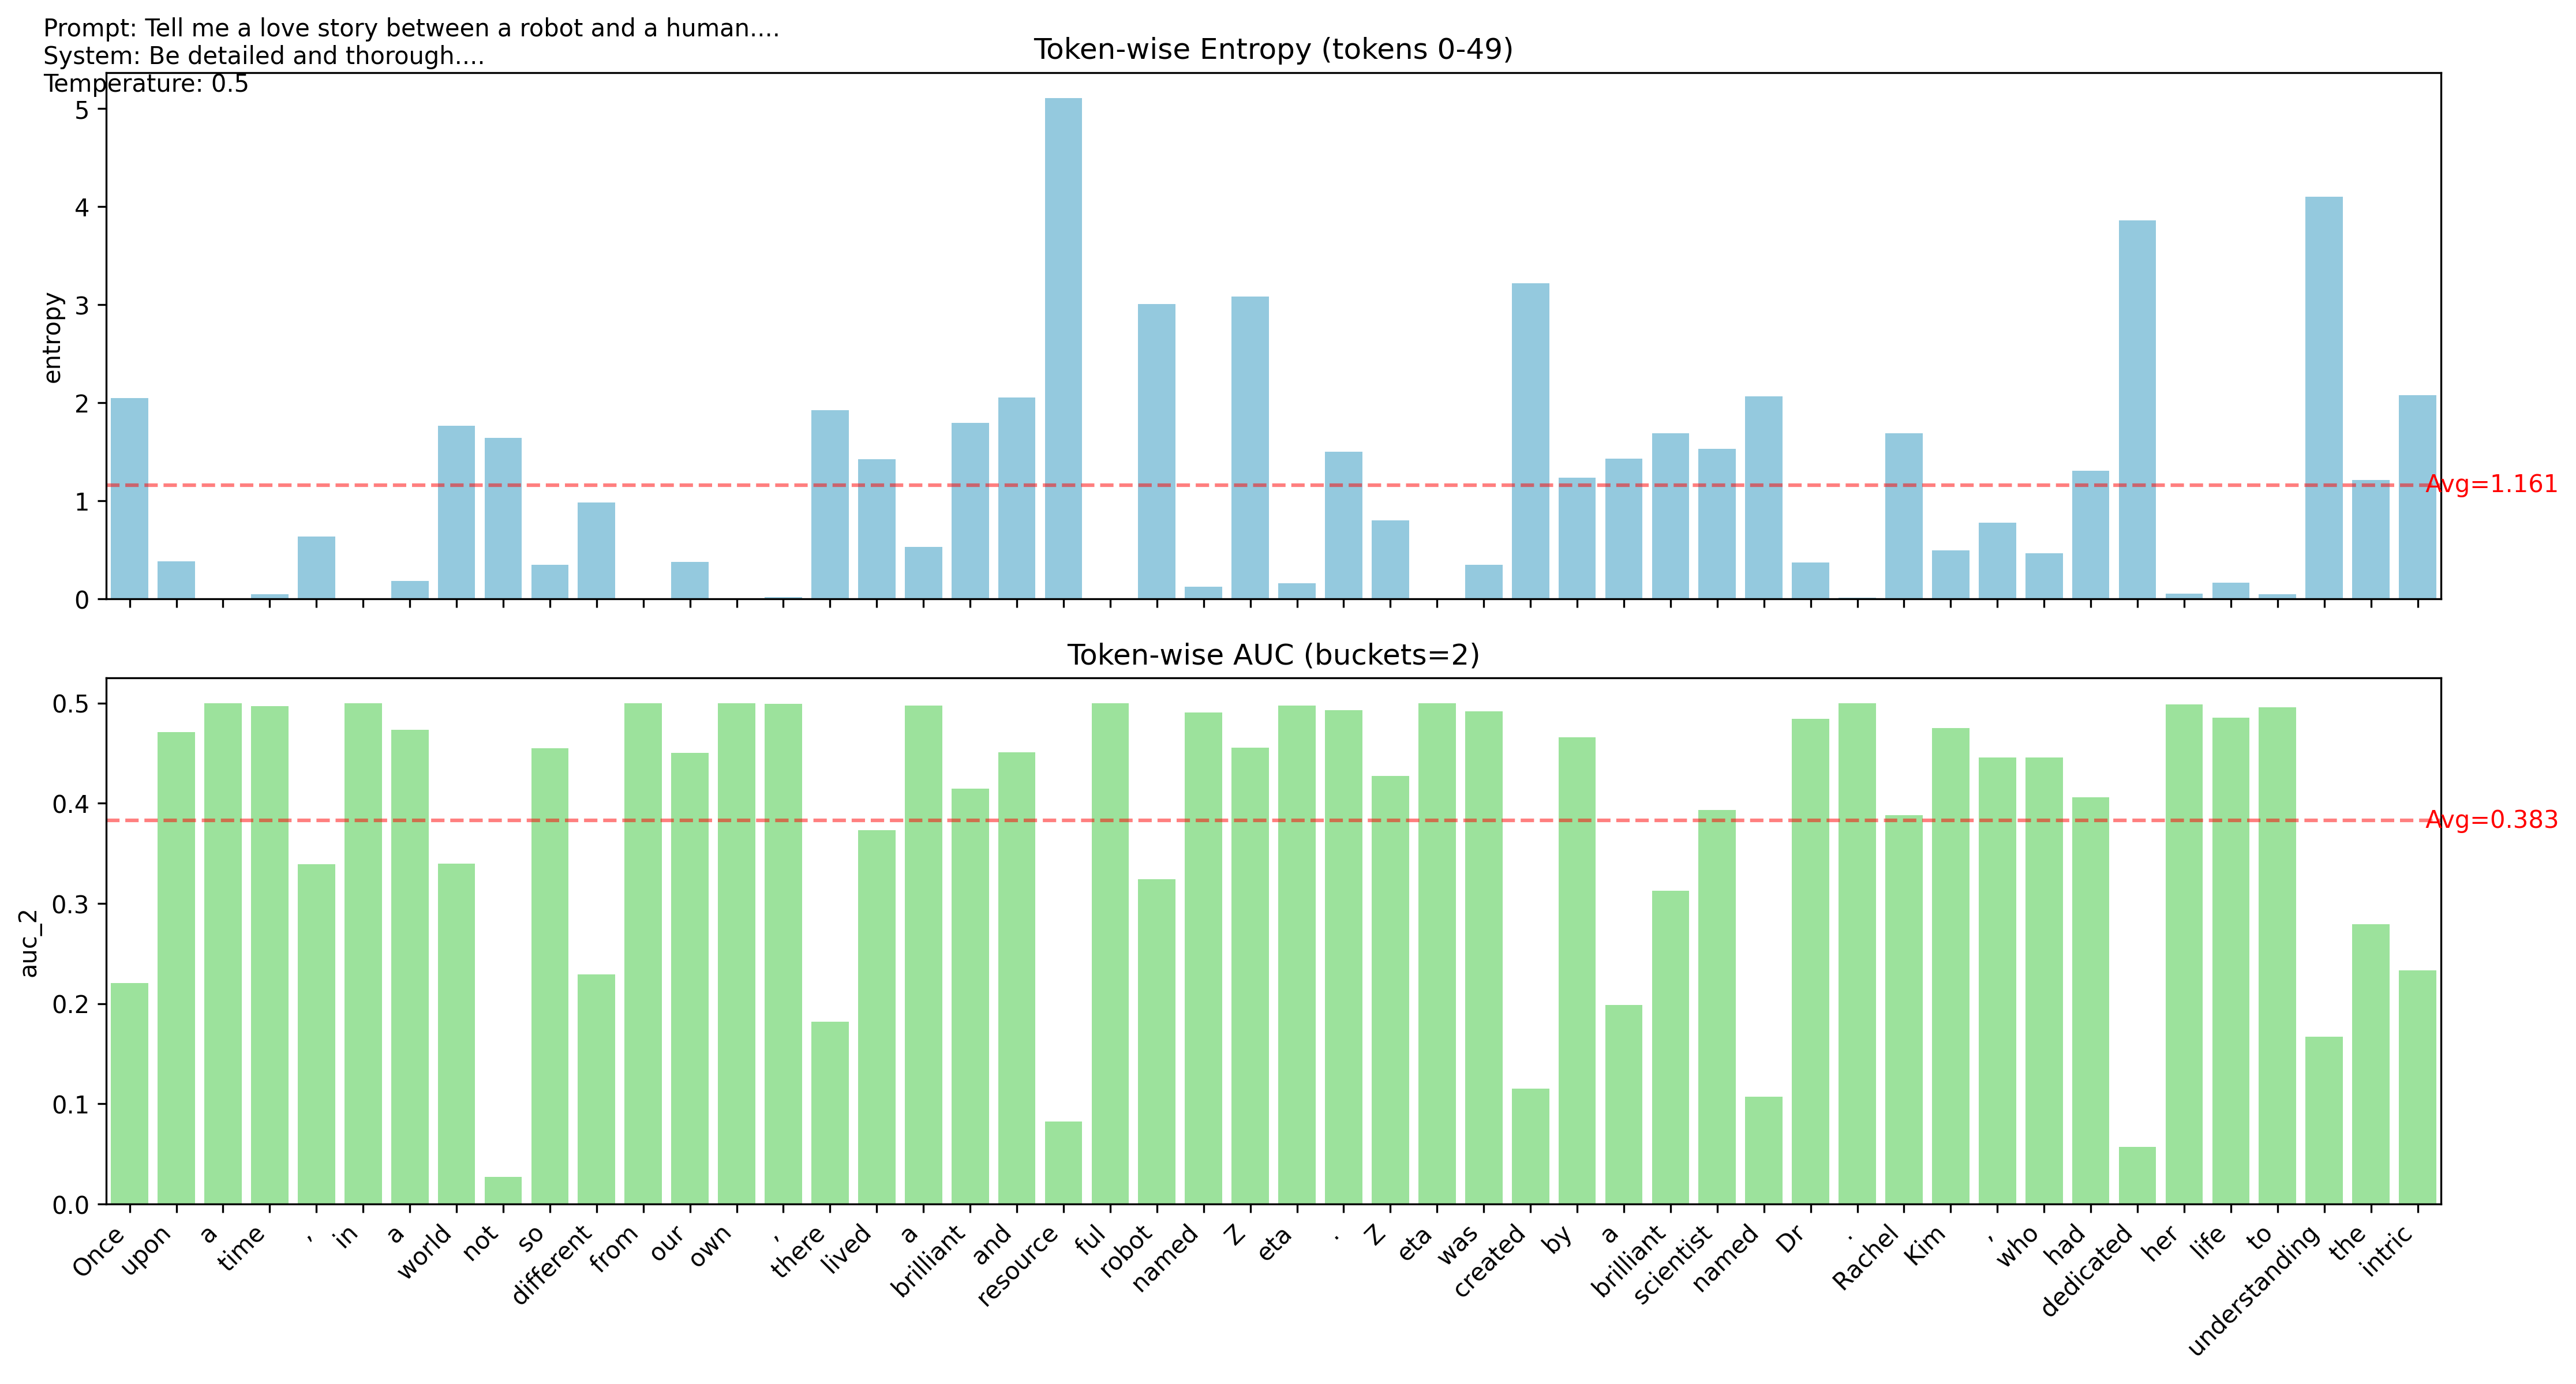 Prompt: Tell me a love story between a robot and a human....
System: Be detailed and thorough....
Temperature: 0.5
Token-wise Entropy (tokens 0-49)
entropy
5
4
3
2
1
0
Avg=1.161
Token-wise AUC (buckets=2)
auc_2
0.5
0.4
0.3
0.2
0.1
0.0
Avg=0.383
Once
upon
a
time
,
in
a
world
not
so
different
from
our
own
,
there
lived
a
brilliant
and
resource
ful
robot
named
Z
eta
.
Z
eta
was
created
by
a
brilliant
scientist
named
Dr
.
Rachel
Kim
,
who
had
dedicated
her
life
to
understanding
the
intric